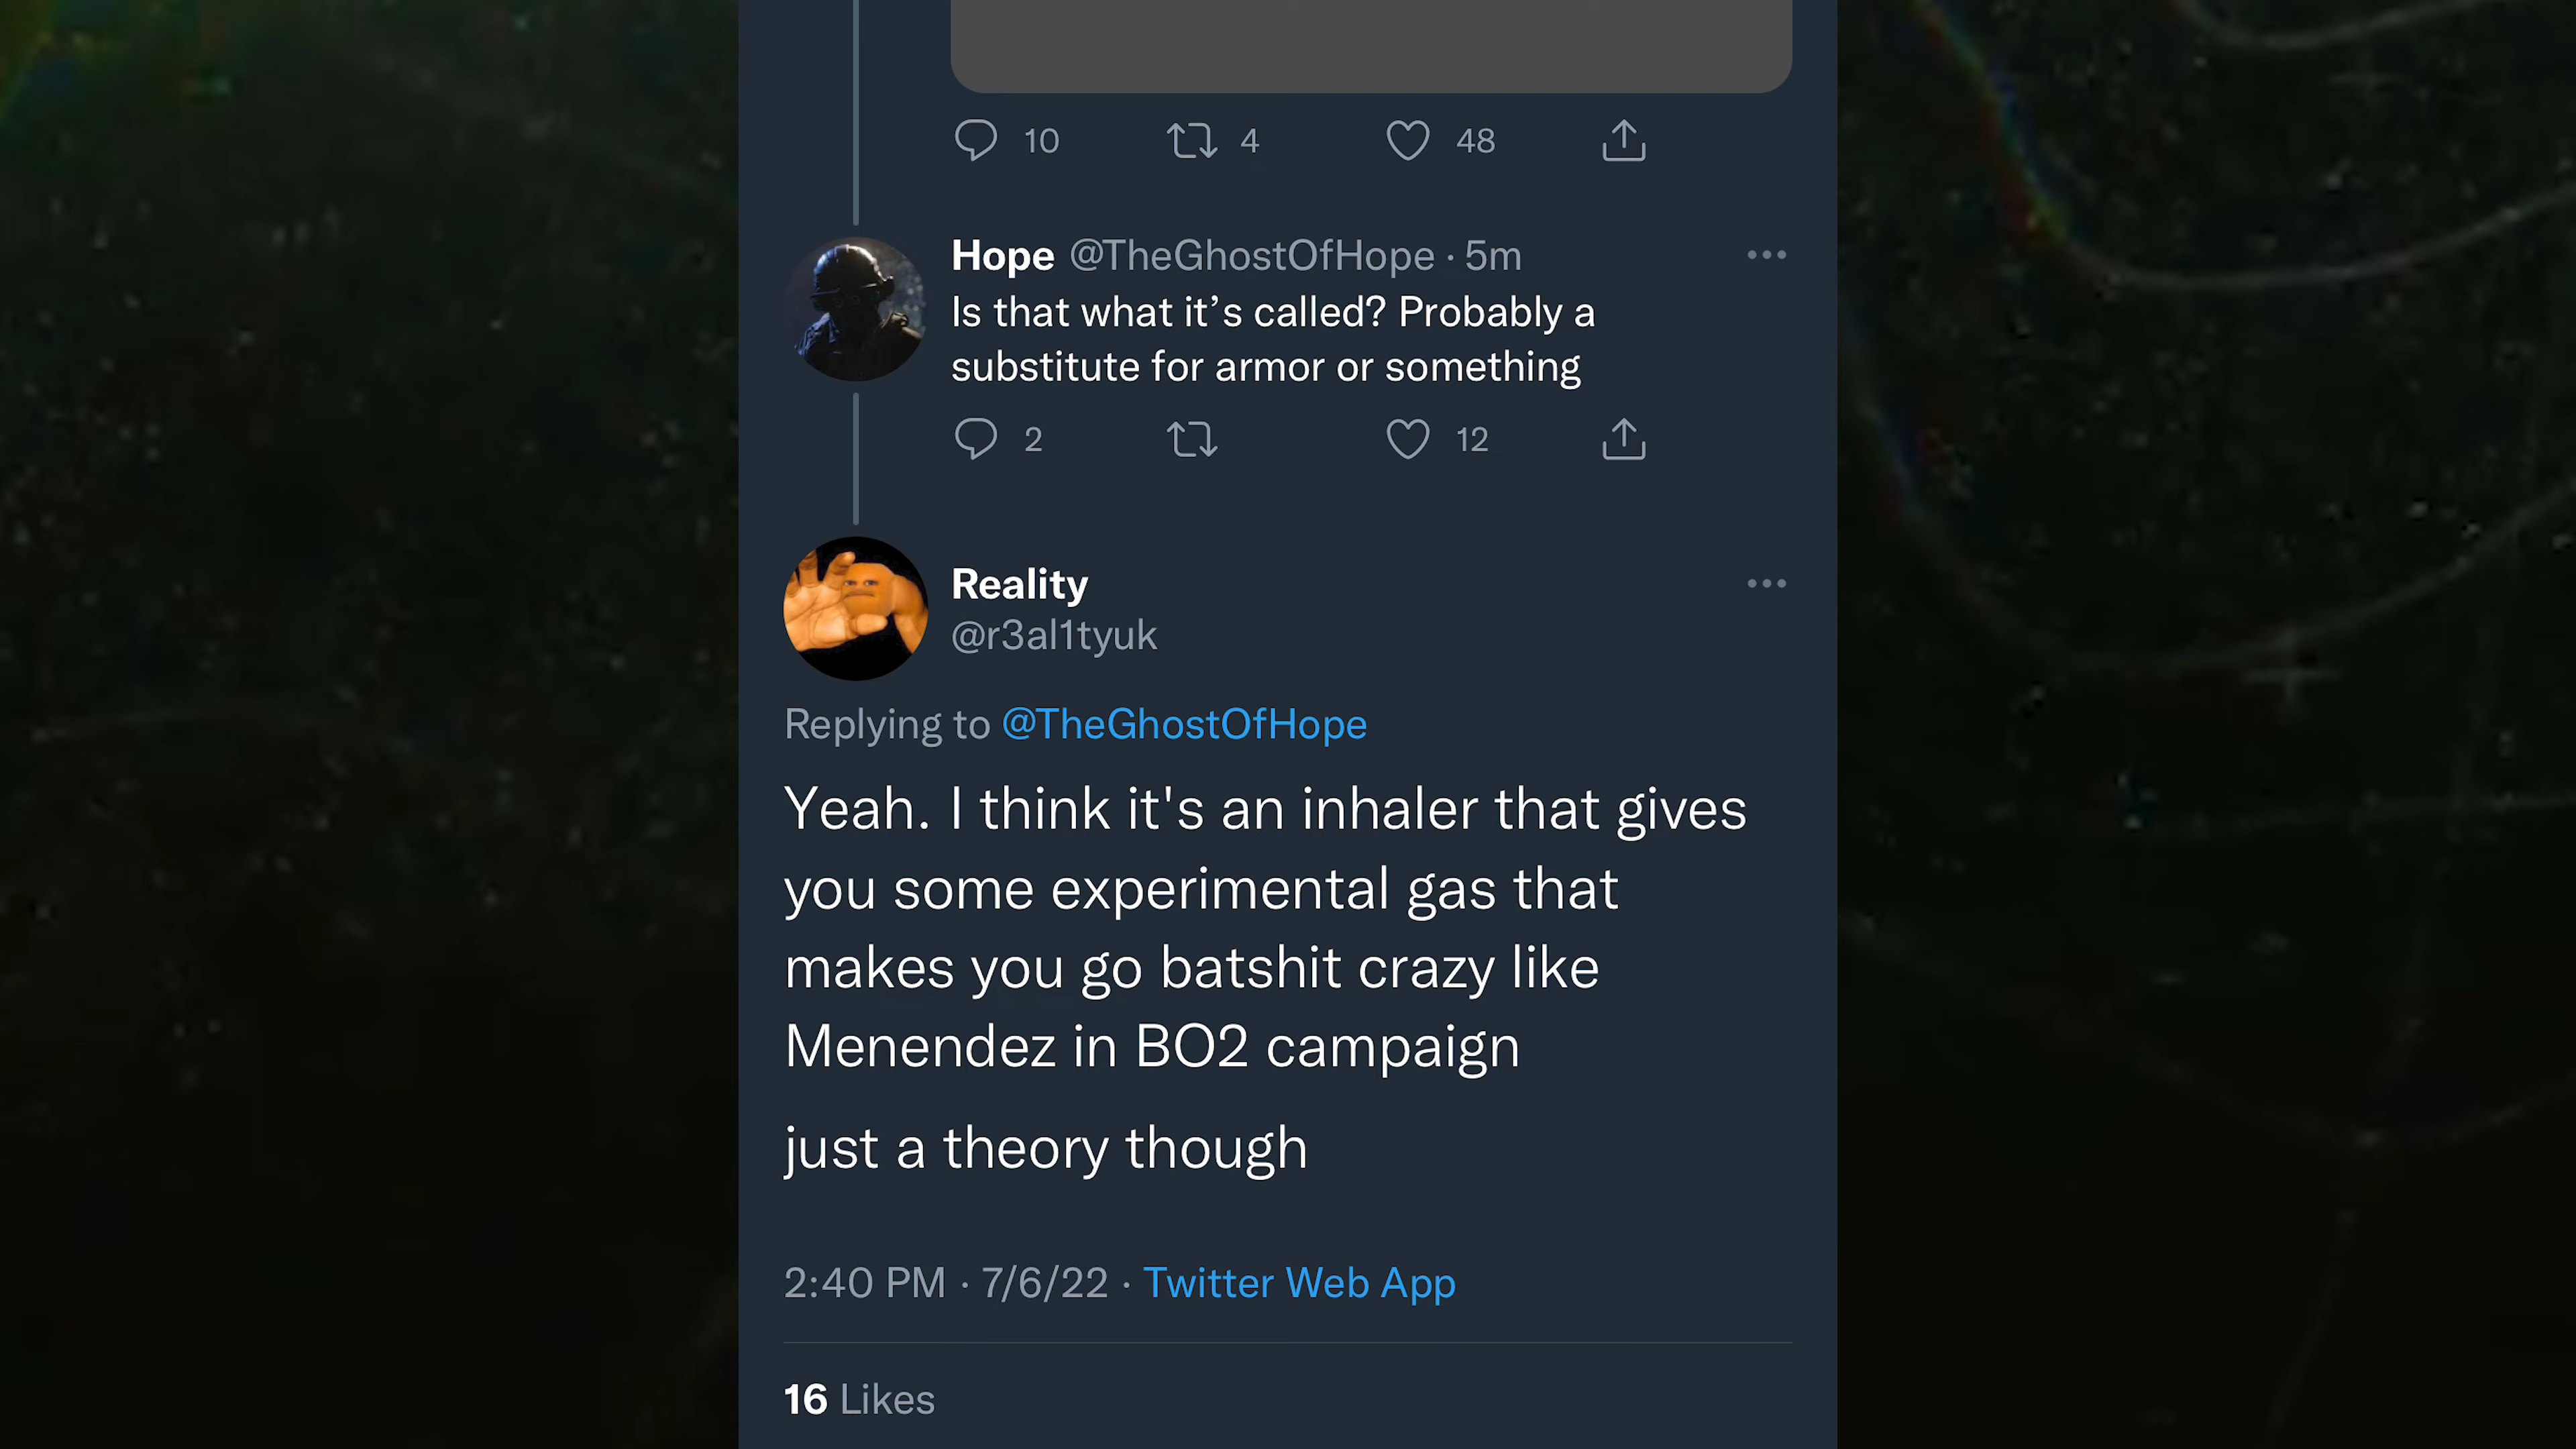 10 4 48
Hope @TheGhostOfHope · 5m
Is that what it’s called? Probably a
substitute for armor or something
2 12
Reality
@r3al1tyuk
Replying to @TheGhostOfHope
Yeah. I think it's an inhaler that gives
you some experimental gas that
makes you go batshit crazy like
Menendez in BO2 campaign
just a theory though
2:40 PM · 7/6/22 · Twitter Web App
16 Likes